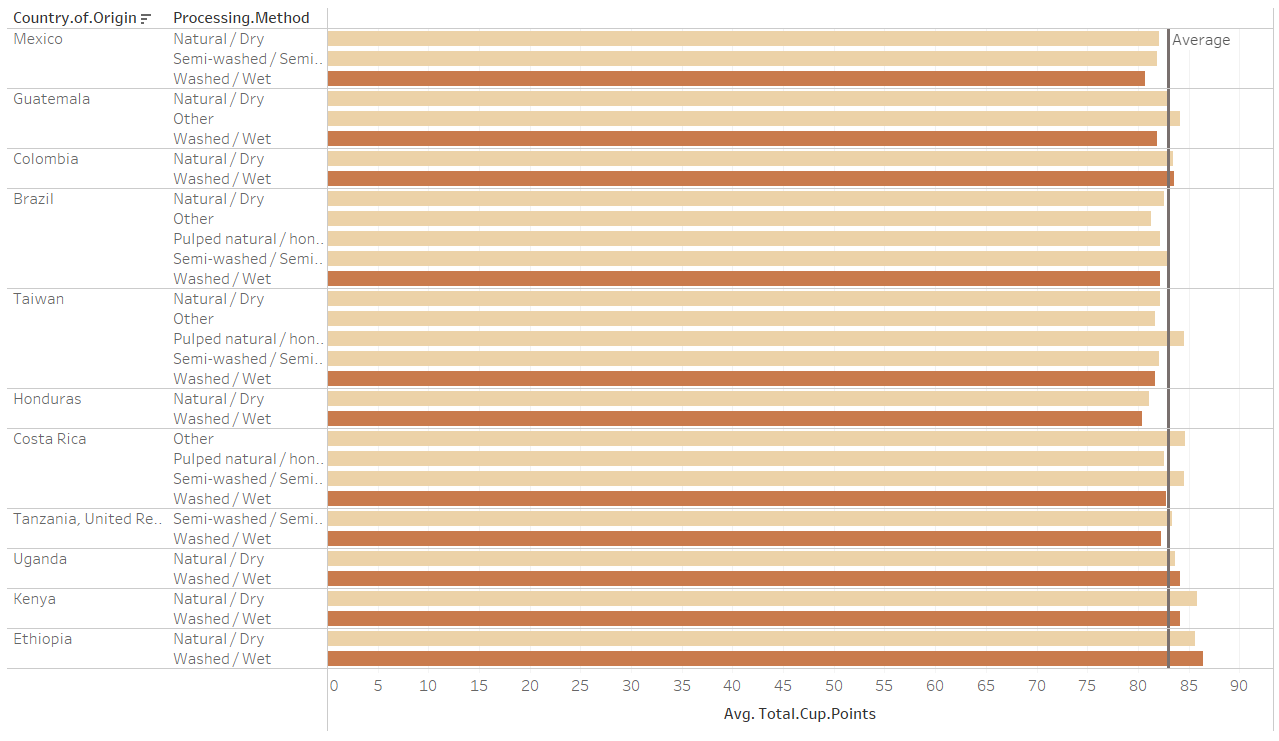 Country.of.Origin Processing.Method
Mexico Natural / Dry Average
Semi-washed / Semi..
Washed / Wet
Guatemala Natural / Dry
Other
Washed / Wet
Colombia Natural / Dry
Washed / Wet
Brazil Natural / Dry
Other
Pulped natural / hon..
Semi-washed / Semi..
Washed / Wet
Taiwan Natural / Dry
Other
Pulped natural / hon..
Semi-washed / Semi..
Washed / Wet
Honduras Natural / Dry
Washed / Wet
Costa Rica Other
Pulped natural / hon..
Semi-washed / Semi..
Washed / Wet
Tanzania, United Re.. Semi-washed / Semi..
Washed / Wet
Uganda Natural / Dry
Washed / Wet
Kenya Natural / Dry
Washed / Wet
Ethiopia Natural / Dry
Washed / Wet
0 5 10 15 20 25 30 35 40 45 50 55 60 65 70 75 80 85 90
Avg. Total.Cup.Points